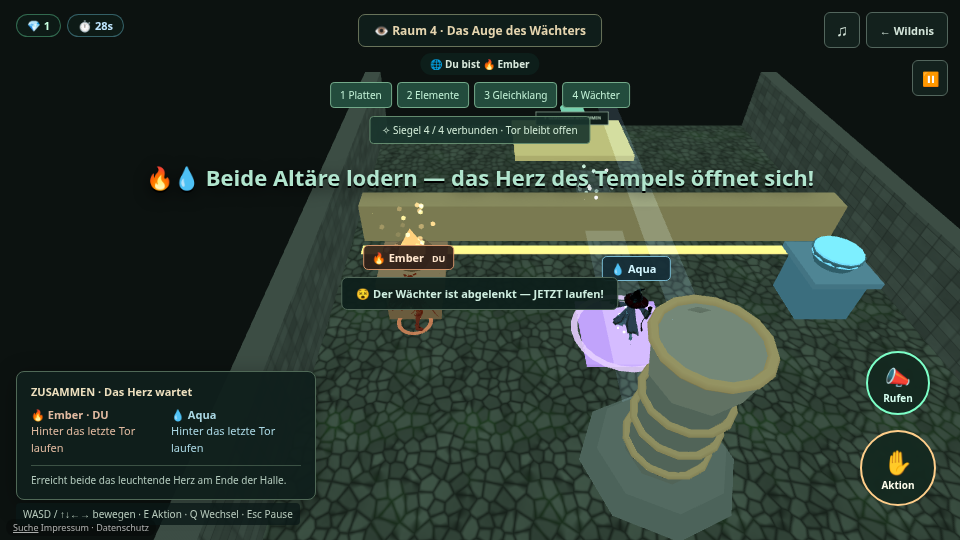 💎 1
⏱️ 28s
👁️ Raum 4 · Das Auge des Wächters
♫
← Wildnis
🌐 Du bist 🔥 Ember
⏸️
1 Platten
2 Elemente
3 Gleichklang
4 Wächter
✧ Siegel 4 / 4 verbunden · Tor bleibt offen
🔥💧 Beide Altäre lodern — das Herz des Tempels öffnet sich!
🔥 Ember DU
💧 Aqua
😵 Der Wächter ist abgelenkt — JETZT laufen!
📣
Rufen
✋
Aktion
ZUSAMMEN · Das Herz wartet
🔥 Ember · DU
Hinter das letzte Tor
laufen
💧 Aqua
Hinter das letzte Tor
laufen
Erreicht beide das leuchtende Herz am Ende der Halle.
WASD / ↑↓←→ bewegen · E Aktion · Q Wechsel · Esc Pause
Suche Impressum · Datenschutz